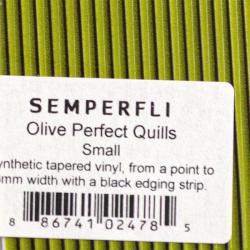 SEMPERFLI
Olive Perfect Quills
Small
ynthetic tapered vinyl, from a point to
mm width with a black edging strip.
8 86741 02478 5